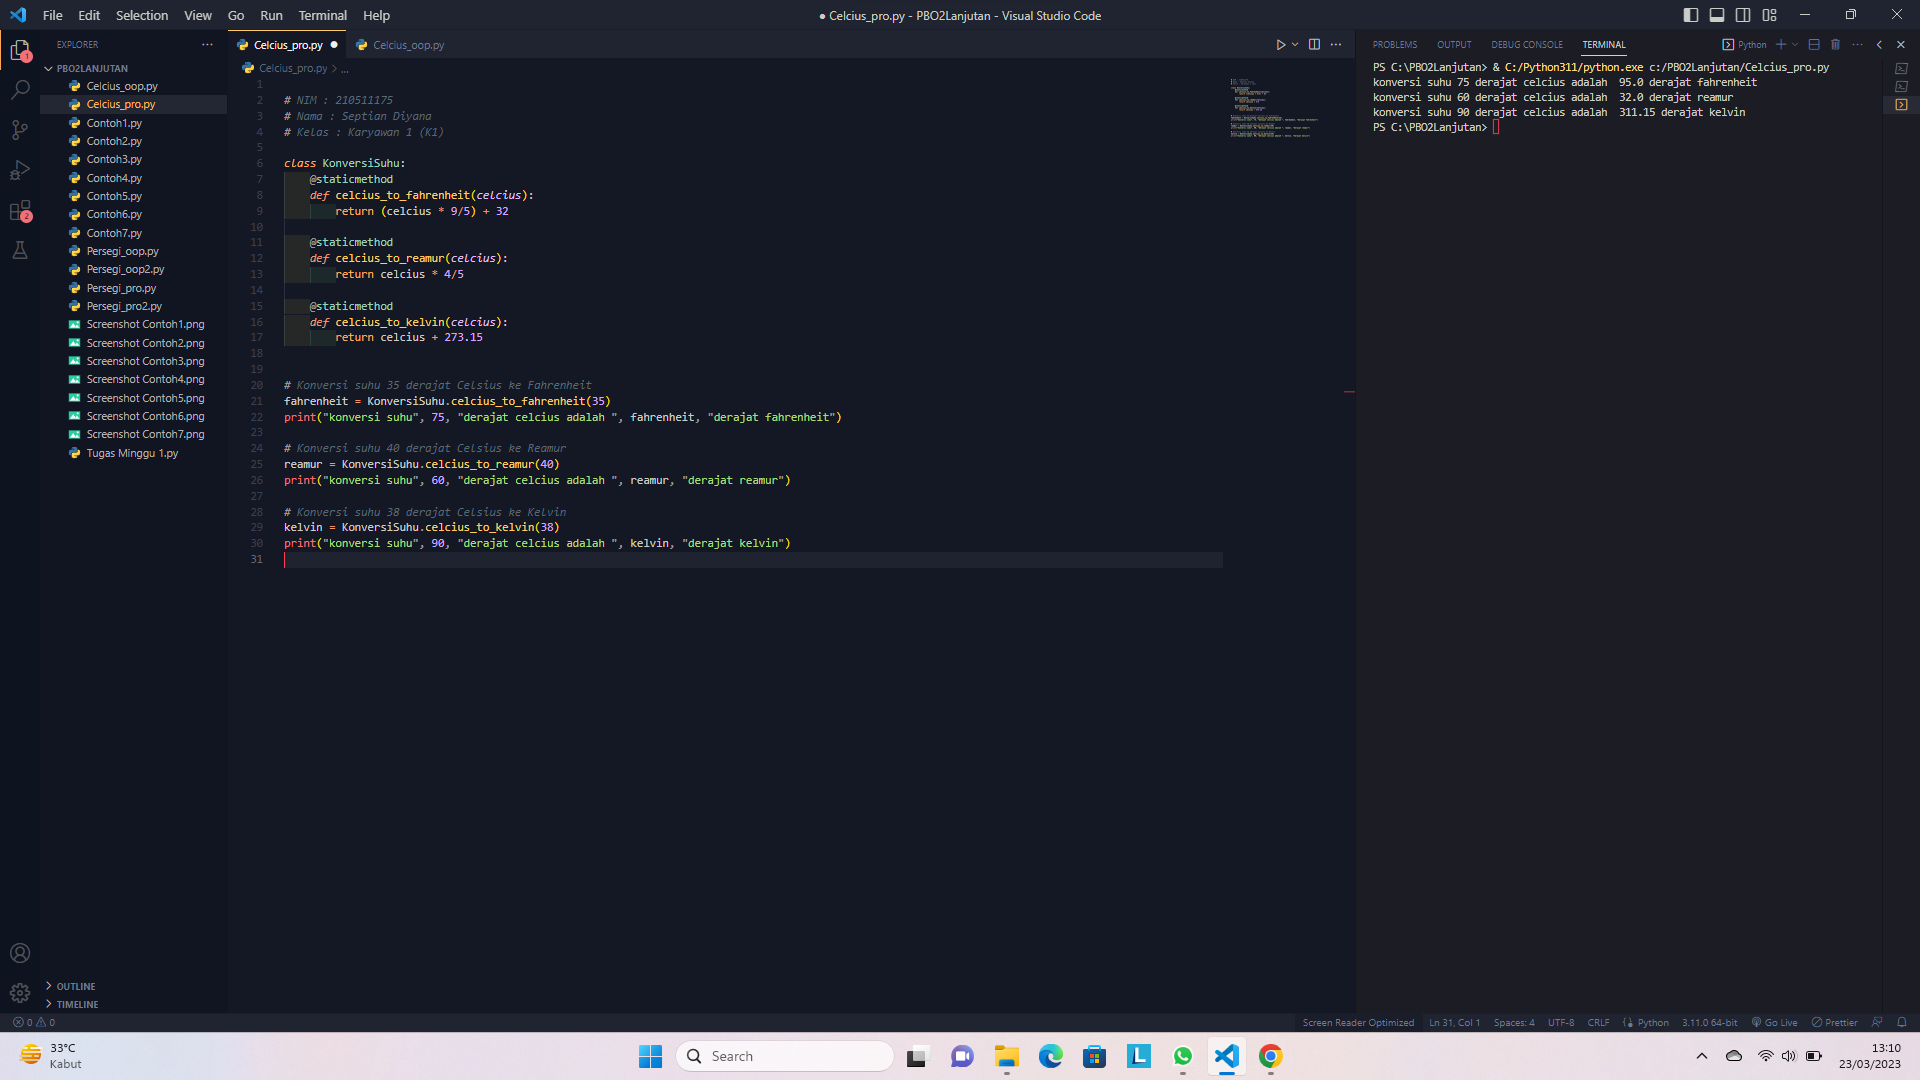 File Edit Selection View Go Run Terminal Help
● Celcius_pro.py - PBO2Lanjutan - Visual Studio Code
EXPLORER
PBO2LANJUTAN
Celcius_oop.py
Celcius_pro.py
Contoh1.py
Contoh2.py
Contoh3.py
Contoh4.py
Contoh5.py
Contoh6.py
Contoh7.py
Persegi_oop.py
Persegi_oop2.py
Persegi_pro.py
Persegi_pro2.py
Screenshot Contoh1.png
Screenshot Contoh2.png
Screenshot Contoh3.png
Screenshot Contoh4.png
Screenshot Contoh5.png
Screenshot Contoh6.png
Screenshot Contoh7.png
Tugas Minggu 1.py
OUTLINE
TIMELINE
1
2
Celcius_pro.py ● Celcius_oop.py
Celcius_pro.py > ...
1
2 # NIM : 210511175
3 # Nama : Septian Diyana
4 # Kelas : Karyawan 1 (K1)
5
6 class KonversiSuhu:
7 @staticmethod
8 def celcius_to_fahrenheit(celcius):
9 return (celcius * 9/5) + 32
10
11 @staticmethod
12 def celcius_to_reamur(celcius):
13 return celcius * 4/5
14
15 @staticmethod
16 def celcius_to_kelvin(celcius):
17 return celcius + 273.15
18
19
20 # Konversi suhu 35 derajat Celsius ke Fahrenheit
21 fahrenheit = KonversiSuhu.celcius_to_fahrenheit(35)
22 print("konversi suhu", 75, "derajat celcius adalah ", fahrenheit, "derajat fahrenheit")
23
24 # Konversi suhu 40 derajat Celsius ke Reamur
25 reamur = KonversiSuhu.celcius_to_reamur(40)
26 print("konversi suhu", 60, "derajat celcius adalah ", reamur, "derajat reamur")
27
28 # Konversi suhu 38 derajat Celsius ke Kelvin
29 kelvin = KonversiSuhu.celcius_to_kelvin(38)
30 print("konversi suhu", 90, "derajat celcius adalah ", kelvin, "derajat kelvin")
31
PROBLEMS OUTPUT DEBUG CONSOLE TERMINAL Python
PS C:\PBO2Lanjutan> & C:/Python311/python.exe c:/PBO2Lanjutan/Celcius_pro.py
konversi suhu 75 derajat celcius adalah  95.0 derajat fahrenheit
konversi suhu 60 derajat celcius adalah  32.0 derajat reamur
konversi suhu 90 derajat celcius adalah  311.15 derajat kelvin
PS C:\PBO2Lanjutan>
0 0
Screen Reader Optimized Ln 31, Col 1 Spaces: 4 UTF-8 CRLF Python 3.11.0 64-bit Go Live Prettier
33°C
Kabut
Search
L
13:10
23/03/2023